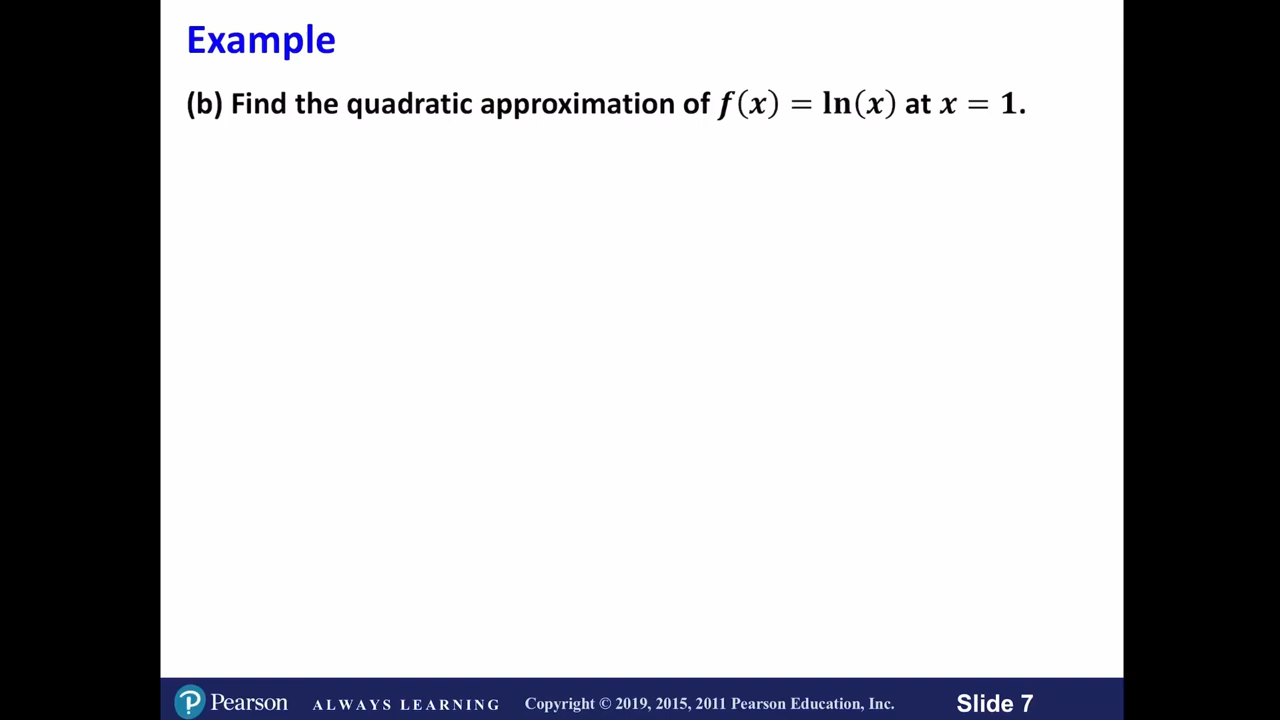 Example
(b) Find the quadratic approximation of f(x) = ln(x) at x = 1.
Pearson ALWAYS LEARNING Copyright © 2019, 2015, 2011 Pearson Education, Inc. Slide 7